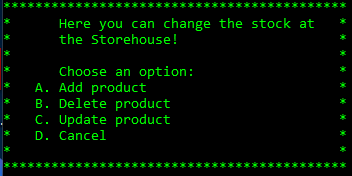 *******************************************
*      Here you can change the stock at   *
*      the Storehouse!                    *
*                                         *
*      Choose an option:                  *
*   A. Add product                        *
*   B. Delete product                     *
*   C. Update product                     *
*   D. Cancel                             *
*                                         *
*******************************************